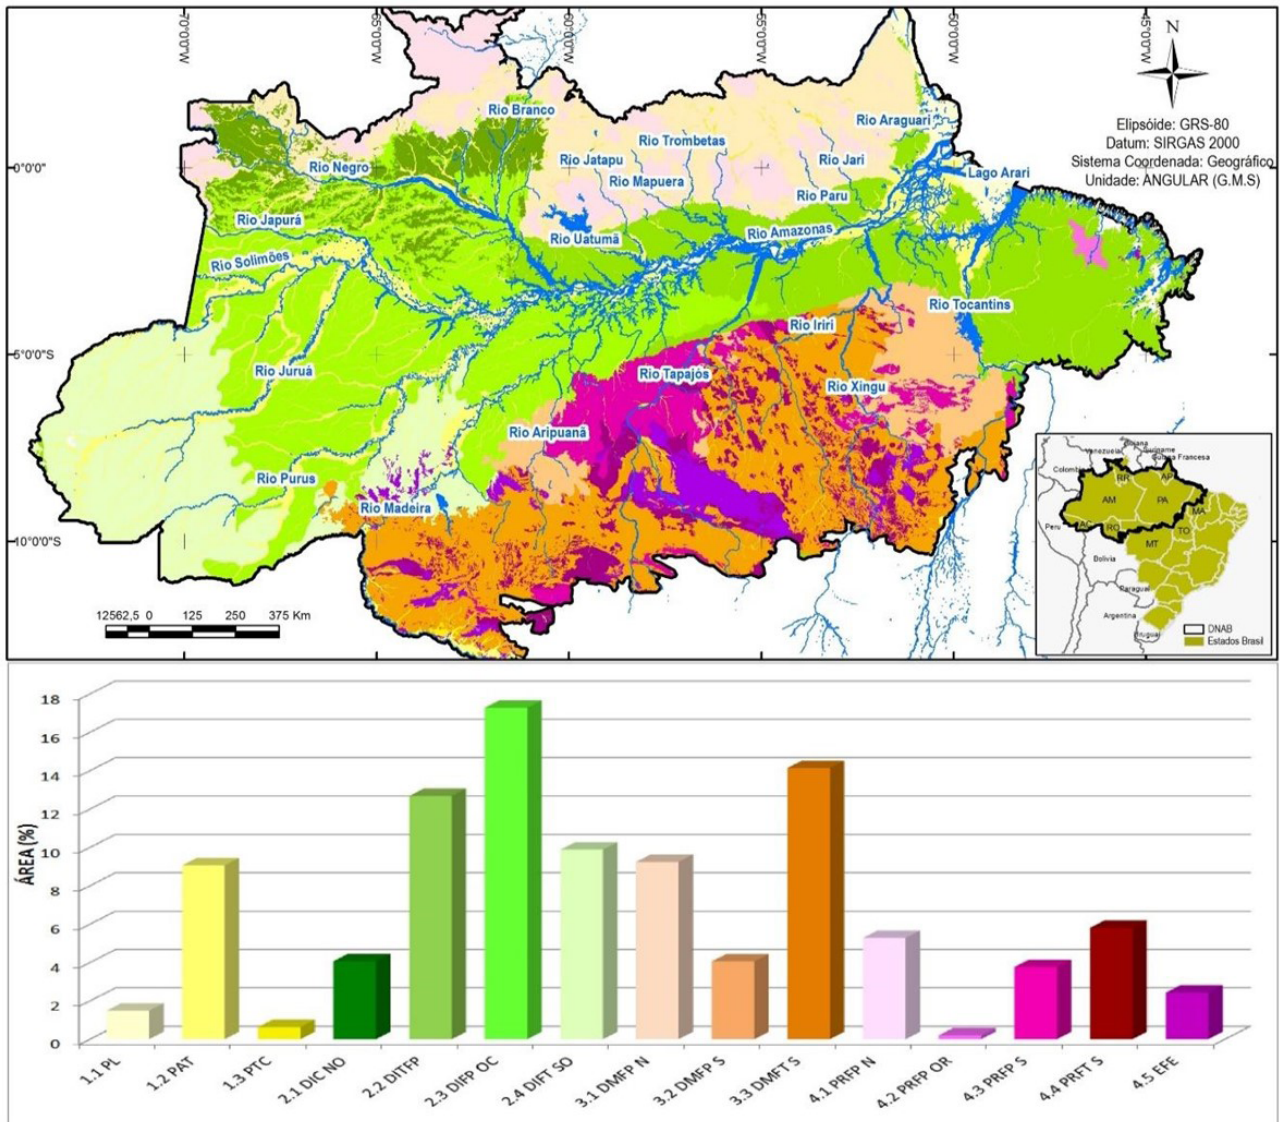 70°0'0"W
65°0'0"W
60°0'0"W
55°0'0"W
50°0'0"W
45°0'0"W
N
Elipsóide: GRS-80
Datum: SIRGAS 2000
Sistema Coordenada: Geográfico
Unidade: ANGULAR (G.M.S)
0°0'0"
5°0'0"S
10°0'0"S
Rio Branco
Rio Araguari
Rio Trombetas
Rio Negro
Rio Jatapu
Rio Jari
Lago Arari
Rio Mapuera
Rio Paru
Rio Japurá
Rio Uatumã
Rio Amazonas
Rio Solimões
Rio Tocantins
Rio Iriri
Rio Juruá
Rio Tapajós
Rio Xingu
Rio Aripuanã
Rio Purus
Rio Madeira
12562,5 0 125 250 375 Km
Venezuela
Guiana
Suriname
Guiana Francesa
Colombia
RR
AP
AM
PA
MA
Peru
AC
RO
TO
MT
Bolivia
Paraguai
Argentina
Uruguai
DNAB
Estados Brasil
ÁREA (%)
18
16
14
12
10
8
6
4
2
0
1.1 PL
1.2 PAT
1.3 PTC
2.1 DIC NO
2.2 DITFP
2.3 DIFP OC
2.4 DIFT SO
3.1 DMFP N
3.2 DMFP S
3.3 DMFT S
4.1 PRFP N
4.2 PRFP OR
4.3 PRFP S
4.4 PRFT S
4.5 EFE